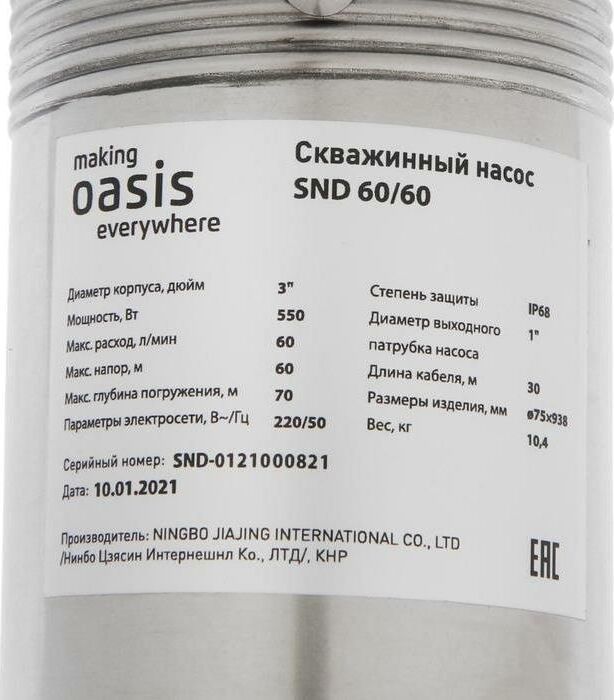 making
oasis
everywhere
Скважинный насос
SND 60/60
Диаметр корпуса, дюйм 3"
Мощность, Вт 550
Макс. расход, л/мин 60
Макс. напор, м 60
Макс. глубина погружения, м 70
Параметры электросети, В~/Гц 220/50
Степень защиты IP68
Диаметр выходного 1"
патрубка насоса
Длина кабеля, м 30
Размеры изделия, мм ø75x938
Вес, кг 10,4
Серийный номер: SND-0121000821
Дата: 10.01.2021
Производитель: NINGBO JIAJING INTERNATIONAL CO., LTD
/Нинбо Цзясин Интернешнл Ко., ЛТД/, КНР
EAC